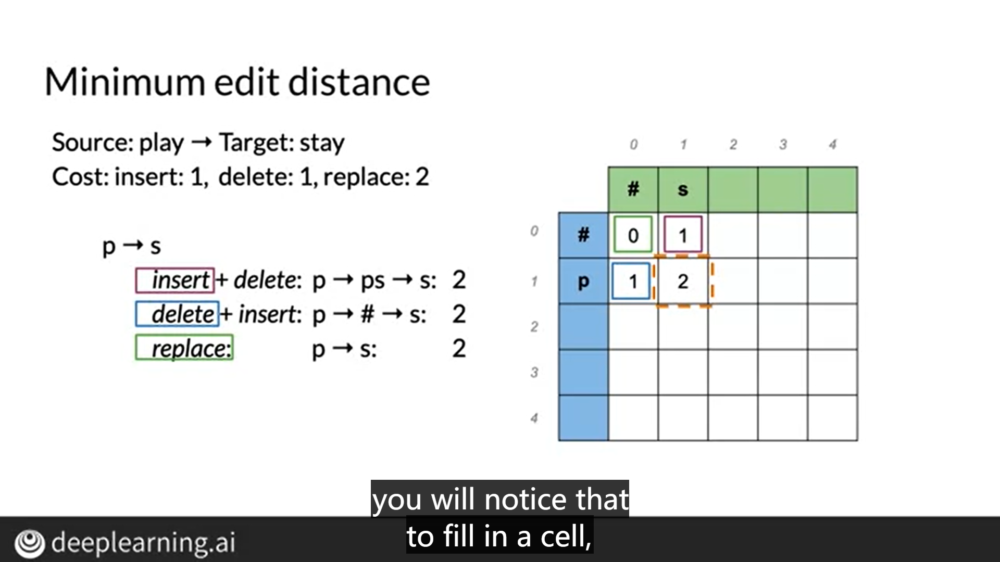 Minimum edit distance
Source: play → Target: stay
Cost: insert: 1, delete: 1, replace: 2
p → s
insert + delete: p → ps → s: 2
delete + insert: p → # → s: 2
replace: p → s: 2
0 1 2 3 4
# s
0 # 0 1
1 p 1 2
2
3
4
you will notice that
to fill in a cell,
deeplearning.ai